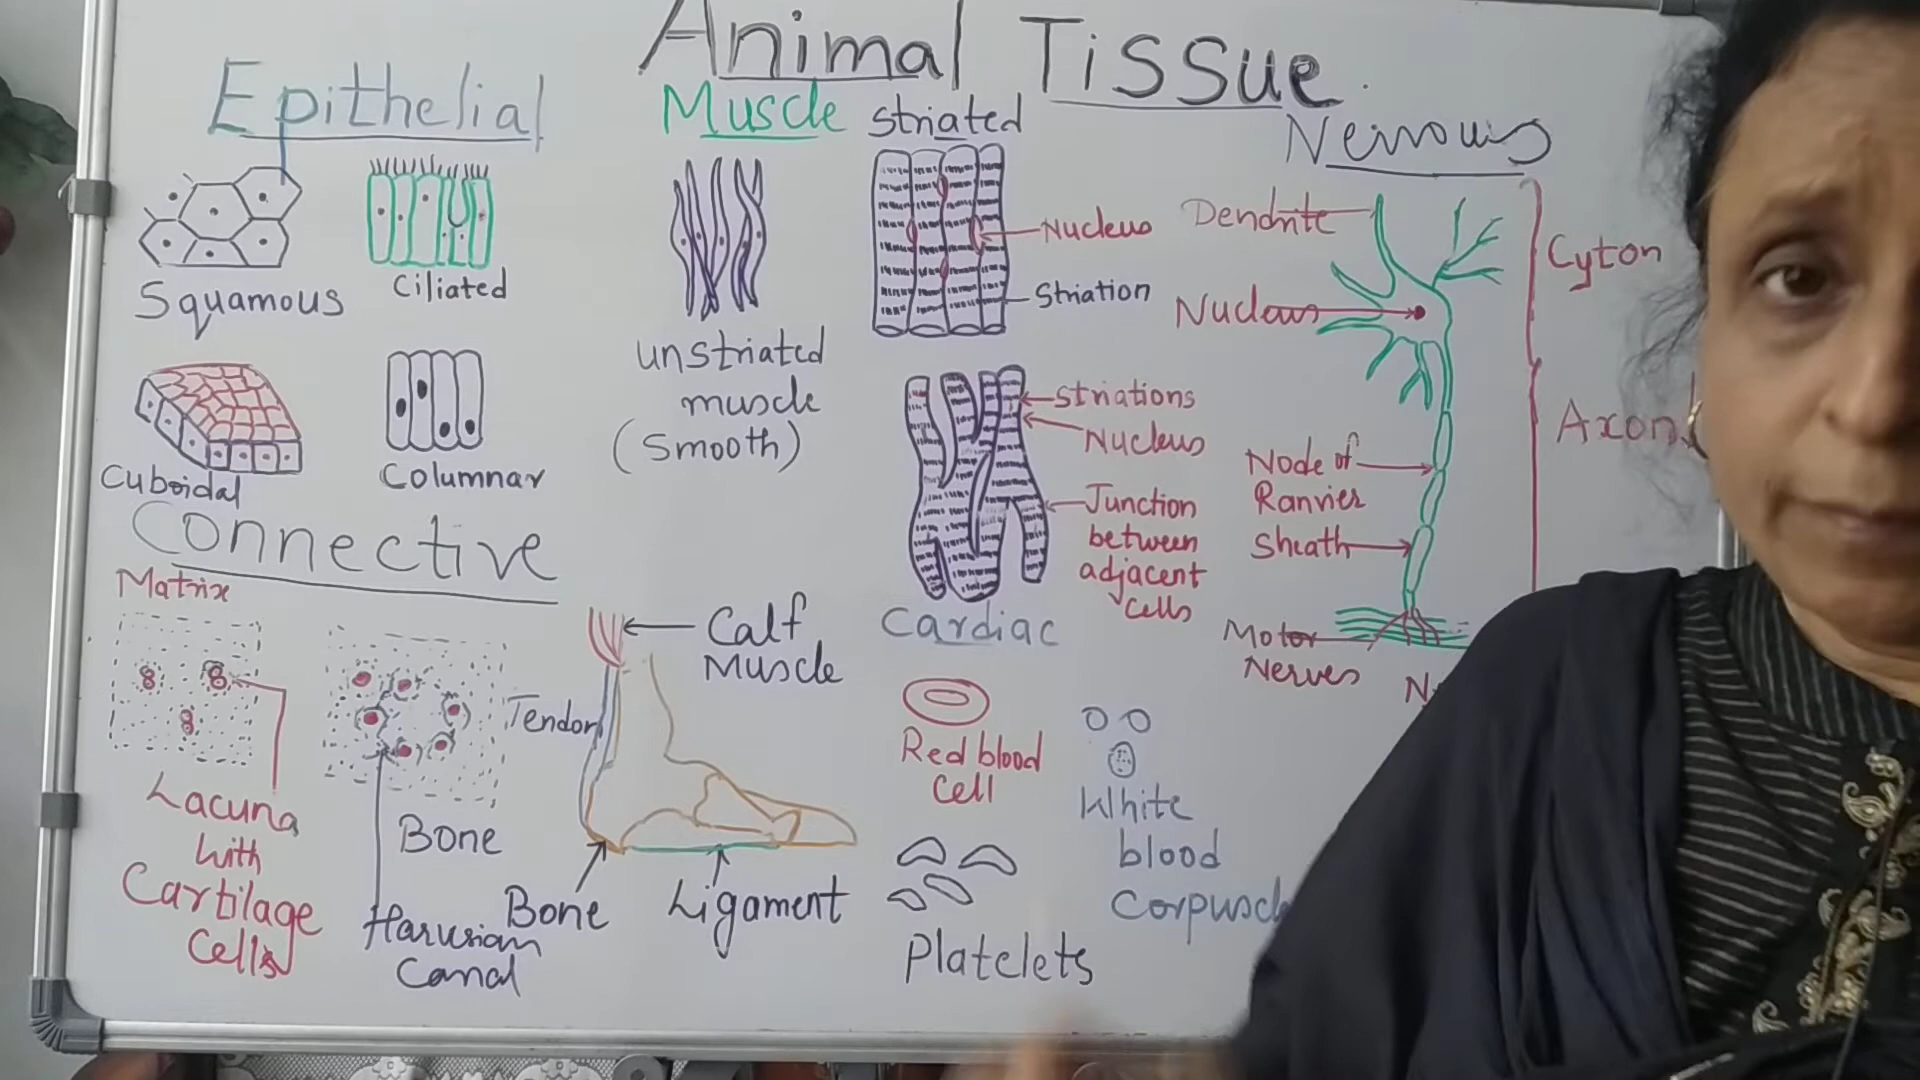 Animal Tissue
Epithelial
Squamous
Ciliated
Cuboidal
Columnar
Muscle
Striated
Nucleus
Striation
unstriated
muscle
(Smooth)
Striations
Nucleus
Junction
between
adjacent
cells
Cardiac
Nervous
Dendrite
Cyton
Nucleus
Axon
Node of
Ranvier
Sheath
Motor
Nerves
Connective
Matrix
Lacuna
with
Cartilage
Cells
Bone
Harusian
Canal
Calf
Muscle
Tendon
Bone
Ligament
Red blood
Cell
White
blood
Platelets